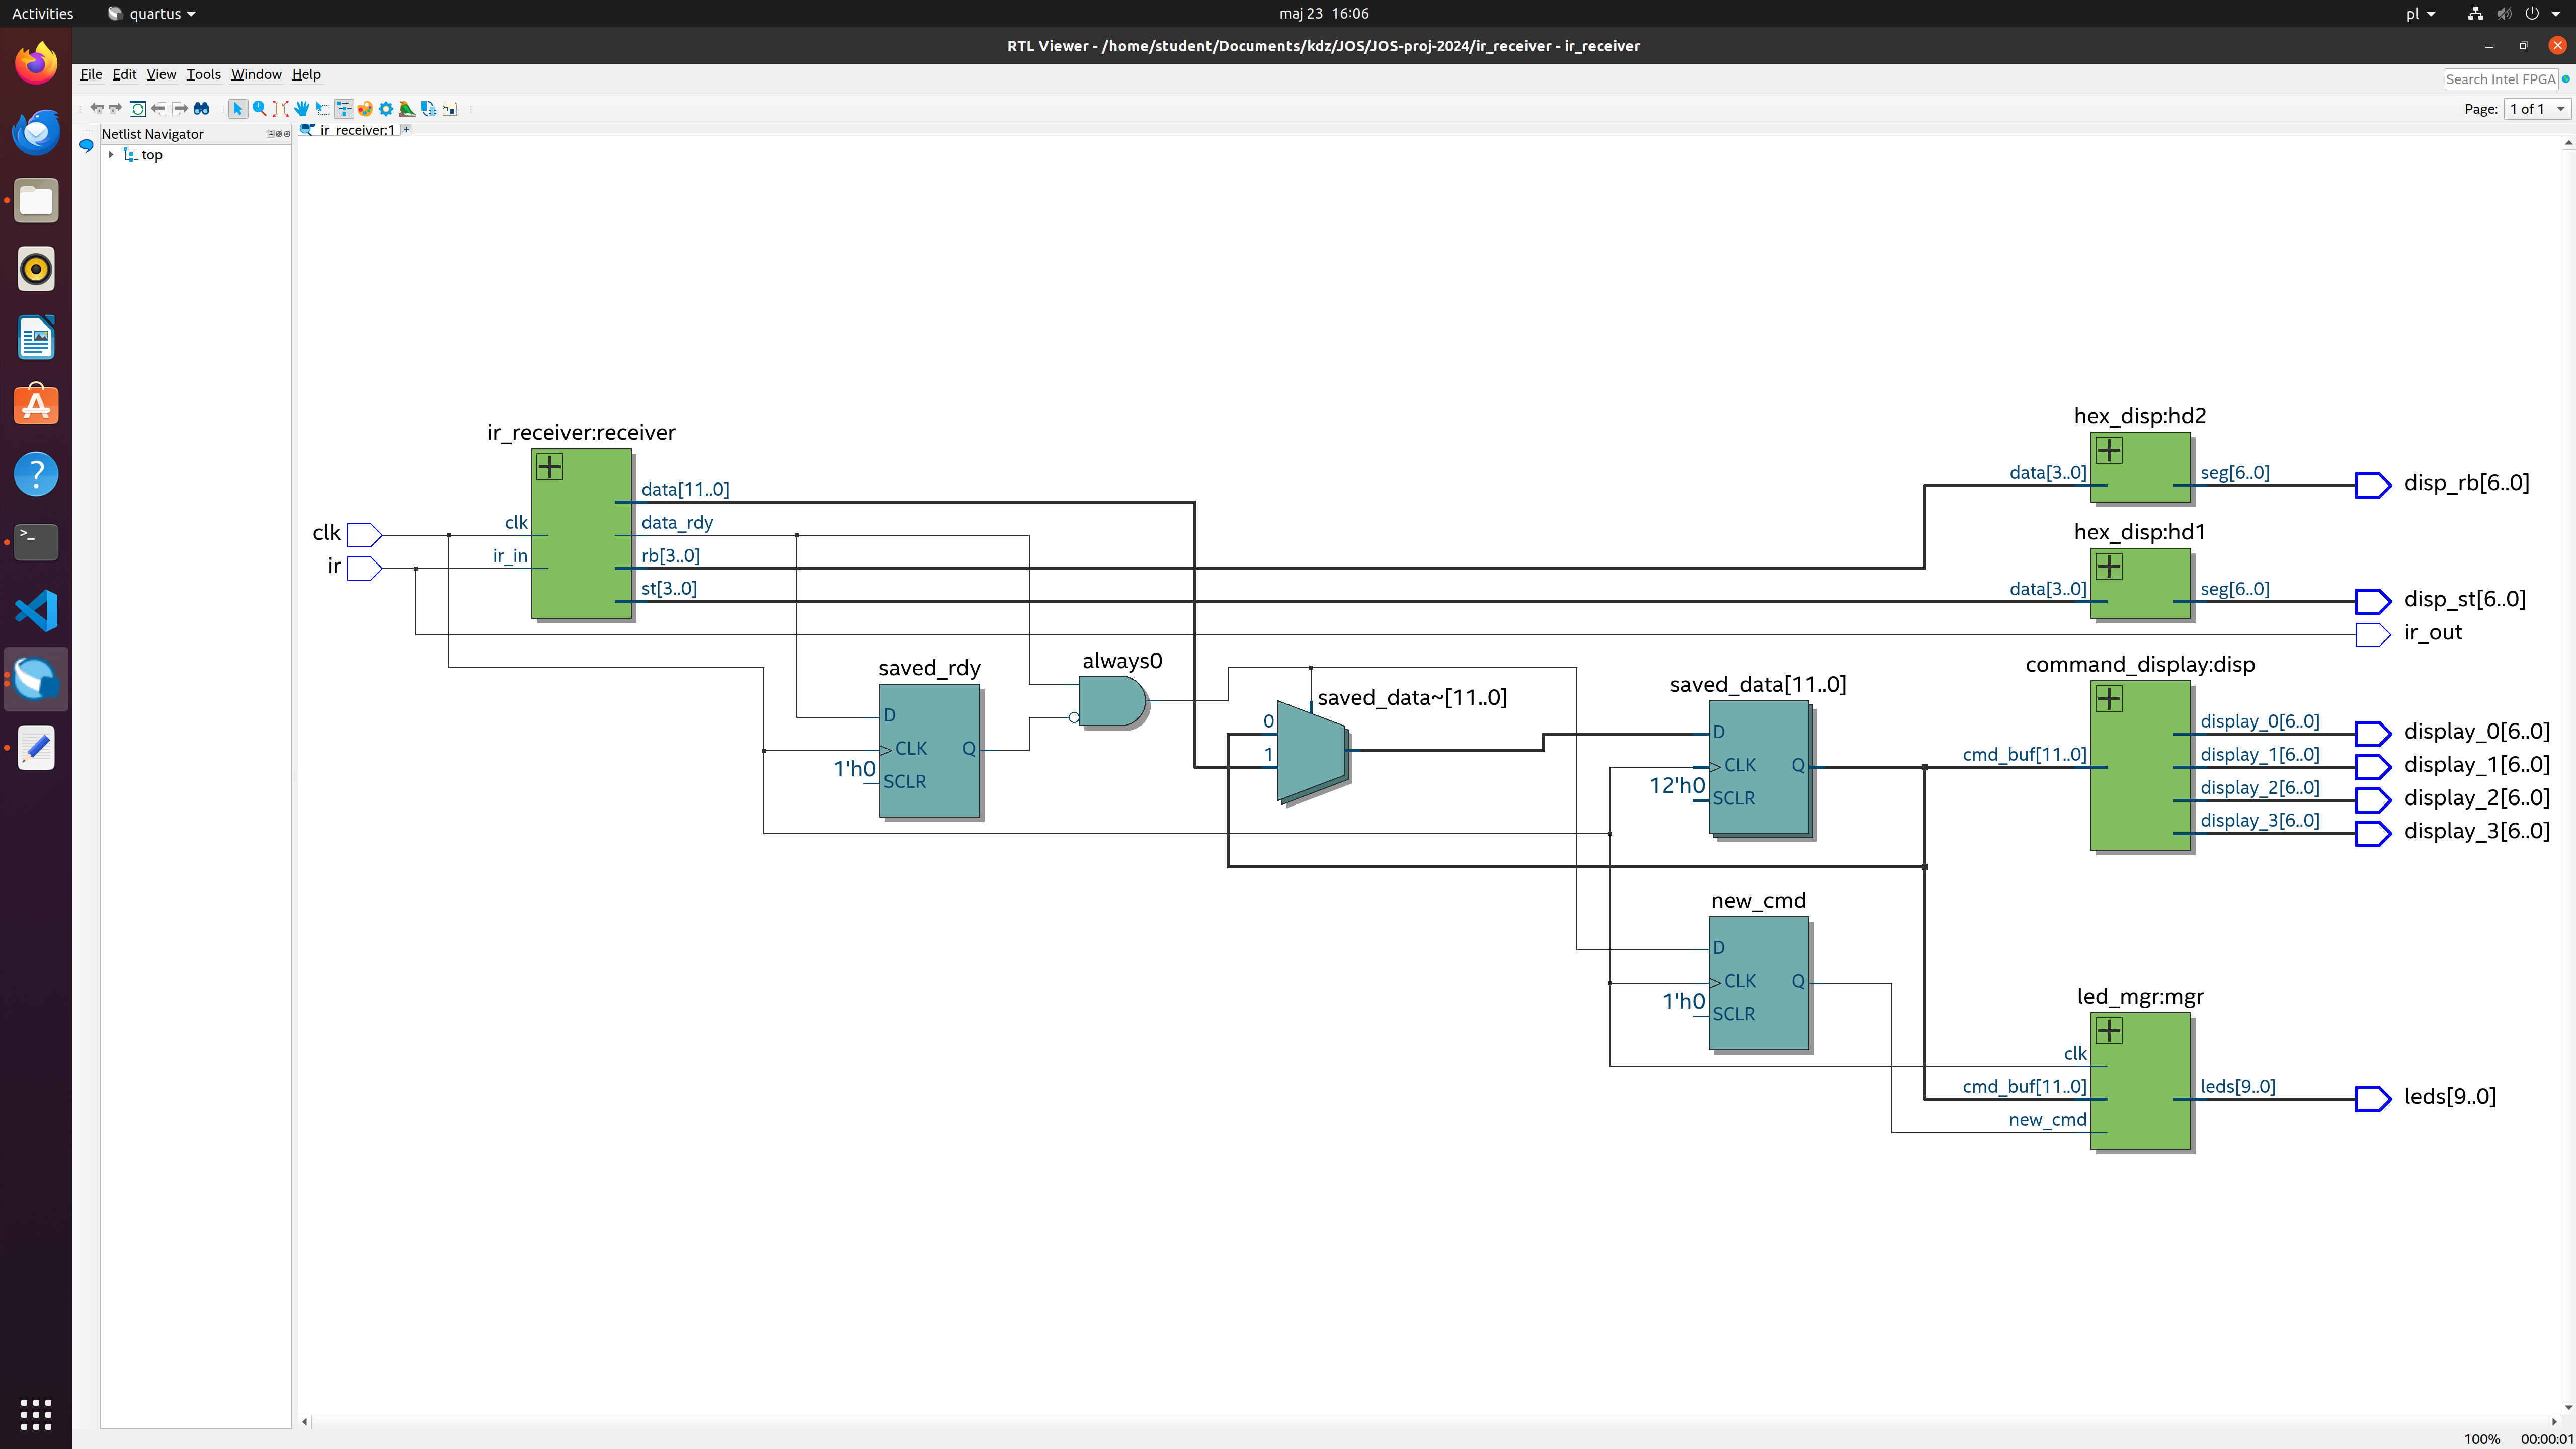 Activities quartus maj 23 16:06 pl
RTL Viewer - /home/student/Documents/kdz/JOS/JOS-proj-2024/ir_receiver - ir_receiver
File Edit View Tools Window Help
Search Intel FPGA
Page: 1 of 1
Netlist Navigator
ir_receiver:1
top
hex_disp:hd2
data[3..0] seg[6..0] disp_rb[6..0]
ir_receiver:receiver
data[11..0]
clk clk data_rdy
ir ir_in rb[3..0]
st[3..0]
hex_disp:hd1
data[3..0] seg[6..0] disp_st[6..0]
ir_out
saved_rdy
D
CLK Q
1'h0
SCLR
always0
saved_data~[11..0]
0
1
saved_data[11..0]
D
CLK Q
12'h0
SCLR
command_display:disp
display_0[6..0] display_0[6..0]
cmd_buf[11..0] display_1[6..0] display_1[6..0]
display_2[6..0] display_2[6..0]
display_3[6..0] display_3[6..0]
new_cmd
D
CLK Q
1'h0
SCLR
led_mgr:mgr
clk
cmd_buf[11..0] leds[9..0] leds[9..0]
new_cmd
100% 00:00:01